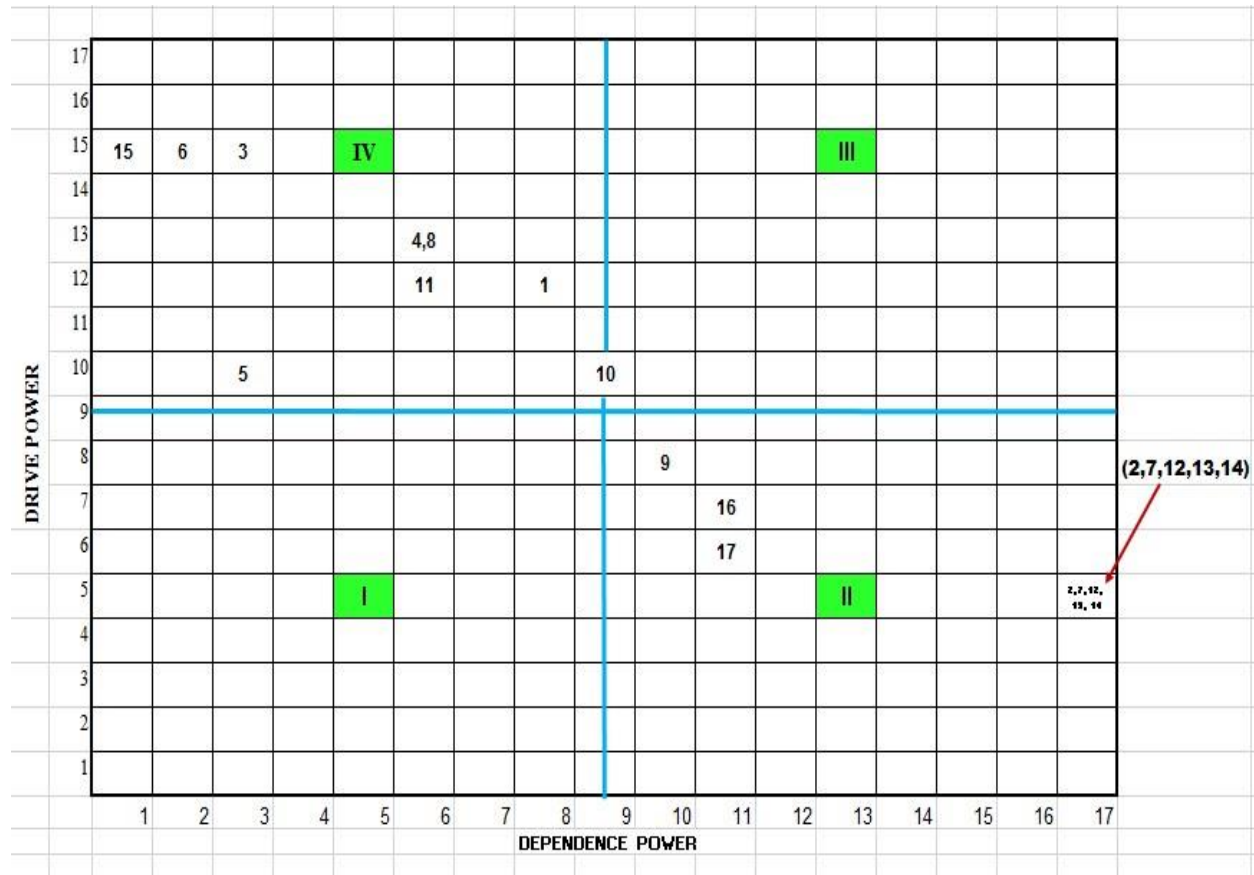 17
16
15 15 6 3 IV III
14
13 4,8
12 11 1
11
10 5 10
9
8 9
(2,7,12,13,14)
7 16
6 17
5 I II 2,7,12,
13, 14
4
3
2
1
DRIVE POWER
1 2 3 4 5 6 7 8 9 10 11 12 13 14 15 16 17
DEPENDENCE POWER